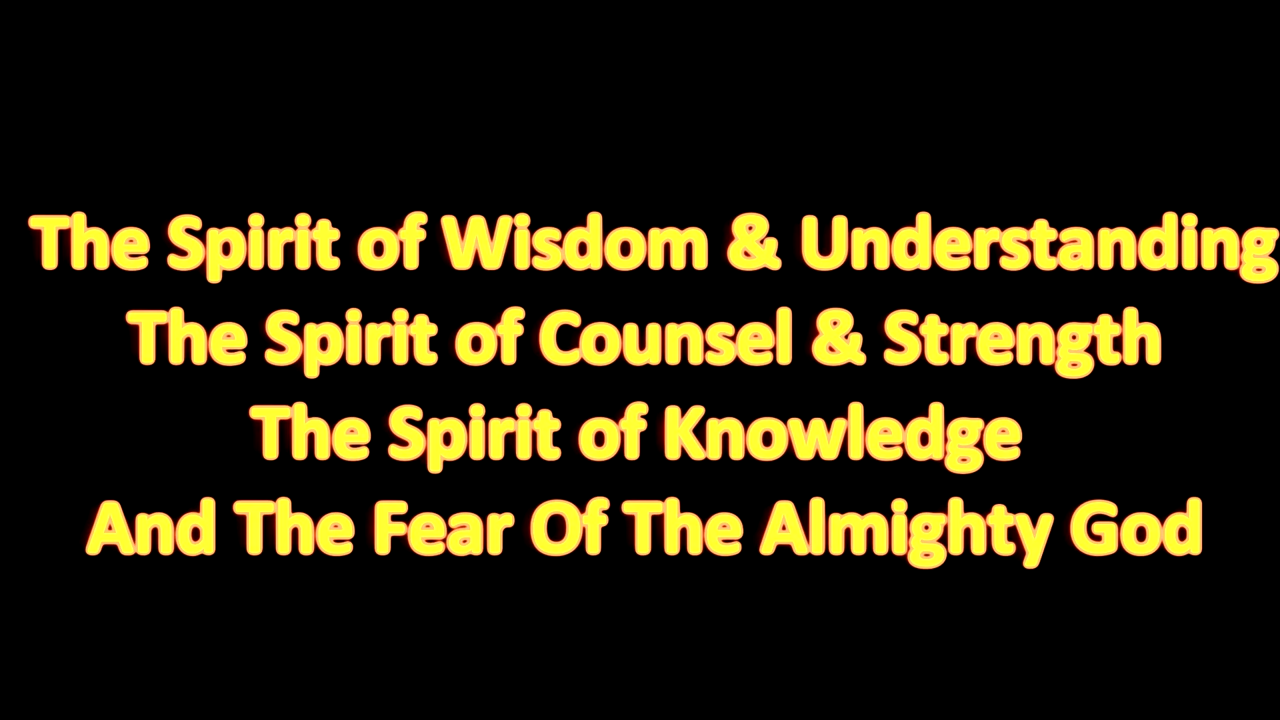 The Spirit of Wisdom & Understanding
The Spirit of Counsel & Strength
The Spirit of Knowledge
And The Fear Of The Almighty God